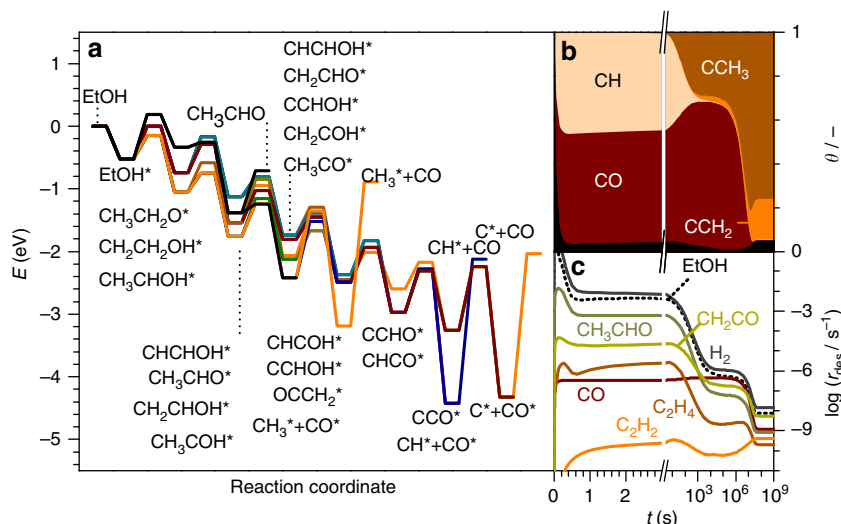 a
E (eV)
1
0
−1
−2
−3
−4
−5
EtOH
EtOH*
CH₃CH₂O*
CH₂CH₂OH*
CH₃CHOH*
CHCHOH*
CH₃CHO*
CH₂CHOH*
CH₃COH*
CH₃CHO
CHCHOH*
CH₂CHO*
CCHOH*
CH₂COH*
CH₃CO*
CHCOH*
CCHOH*
OCCH₂*
CH₃*+CO*
CH₃*+CO
CCHO*
CHCO*
CH*+CO
CCO*
CH*+CO*
C*+CO
C*+CO*
Reaction coordinate
b
CH
CO
CCH₃
CCH₂
1
0
θ / –
c
EtOH
CH₃CHO
CH₂CO
H₂
CO
C₂H₄
C₂H₂
−3
−6
−9
log (r_des / s⁻¹)
0 1 2 10³ 10⁶ 10⁹
t (s)